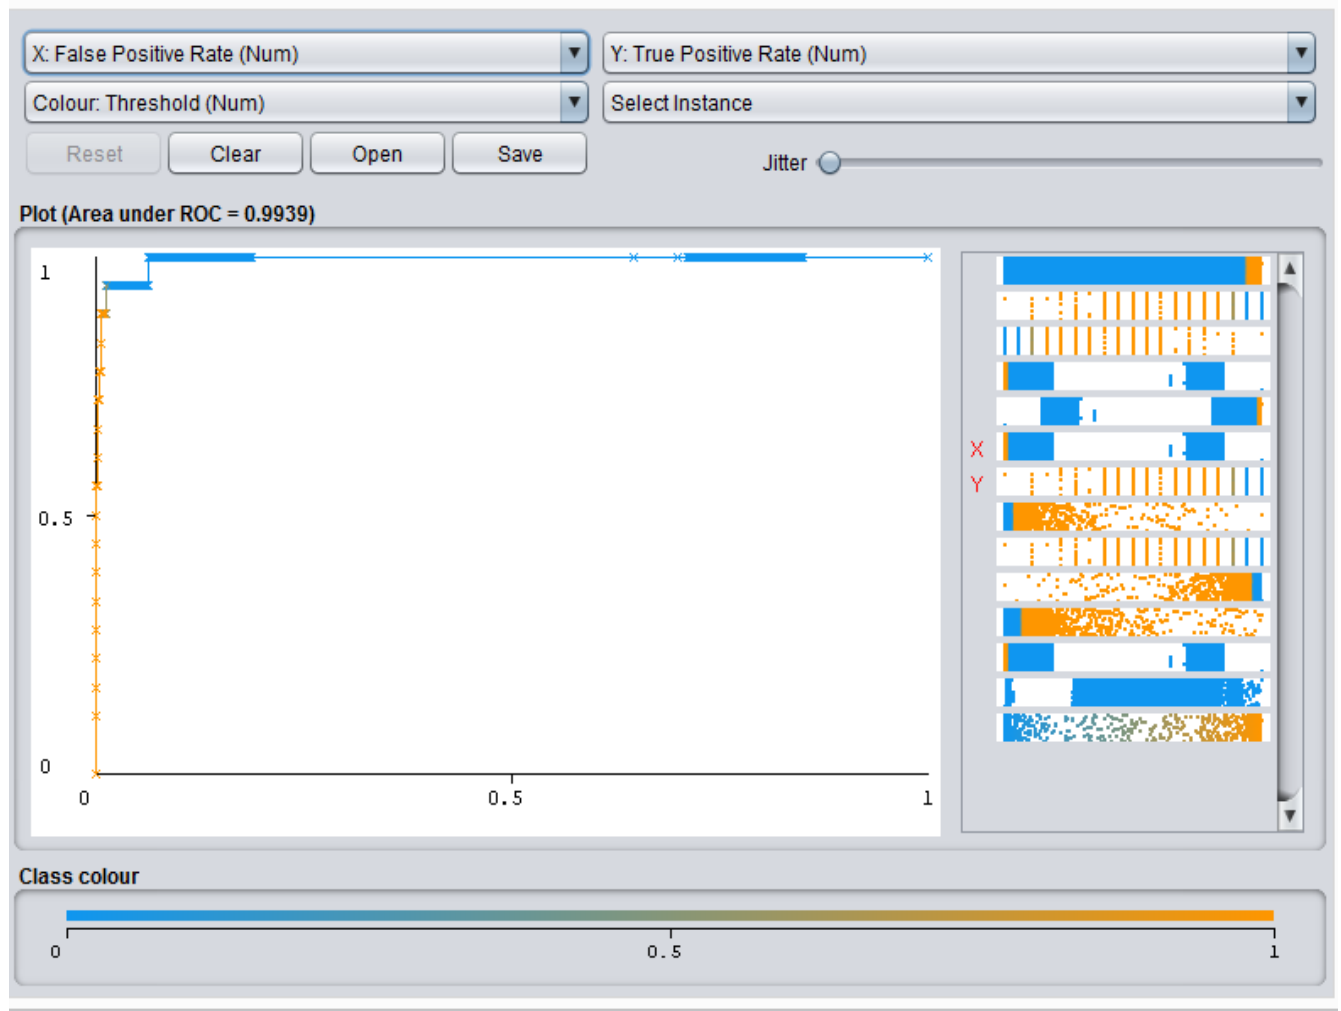 X: False Positive Rate (Num)
Y: True Positive Rate (Num)
Colour: Threshold (Num)
Select Instance
Reset
Clear
Open
Save
Jitter
Plot (Area under ROC = 0.9939)
1
0.5
0
0
0.5
1
X
Y
Class colour
0
0.5
1